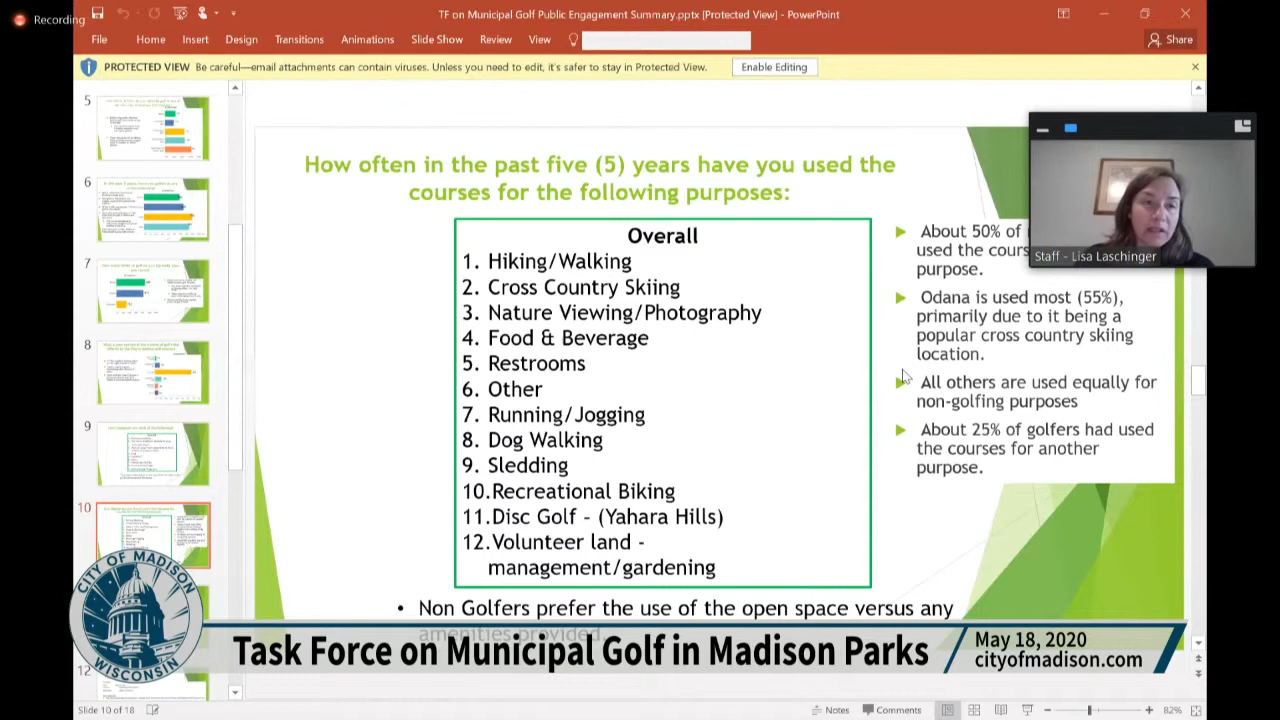 Recording
TF on Municipal Golf Public Engagement Summary.pptx [Protected View] - PowerPoint
File Home Insert Design Transitions Animations Slide Show Review View
Share
PROTECTED VIEW Be careful—email attachments can contain viruses. Unless you need to edit, it's safer to stay in Protected View.
Enable Editing
5
6
7
8
9
10
12
How often in the past five (5) years have you used the
courses for the following purposes:
Overall
1. Hiking/Walking
2. Cross Country Skiing
3. Nature Viewing/Photography
4. Food & Beverage
5. Restrooms
6. Other
7. Running/Jogging
8. Dog Walking
9. Sledding
10.Recreational Biking
11.Disc Golf (Yahara Hills)
12.Volunteer land -
management/gardening
• Non Golfers prefer the use of the open space versus any
amenities provided.
About 50% of
used the
purpose.
Odana is used most (55%),
primarily due to it being a
popular cross country skiing
location.
All others are used equally for
non-golfing purposes
About 25% of golfers had used
the courses for another
purpose.
Staff - Lisa Laschinger
CITY OF MADISON
WISCONSIN
Task Force on Municipal Golf in Madison Parks
May 18, 2020
cityofmadison.com
Slide 10 of 18
Notes
Comments
82%